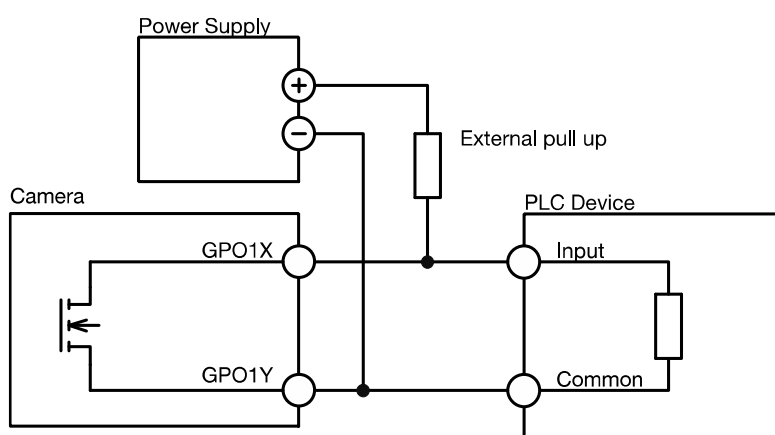 Power Supply
+
−
External pull up
Camera
PLC Device
GPO1X
Input
GPO1Y
Common